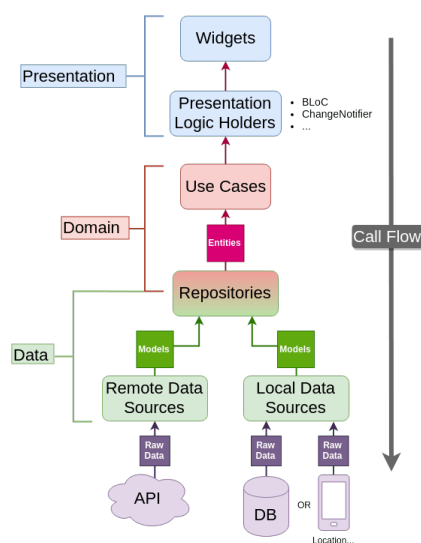 Widgets
Presentation
Presentation
Logic Holders
• BLoC
• ChangeNotifier
• ...
Use Cases
Domain
Entities
Call Flow
Repositories
Data
Models
Models
Remote Data
Sources
Local Data
Sources
Raw
Data
Raw
Data
Raw
Data
API
DB
OR
Location...